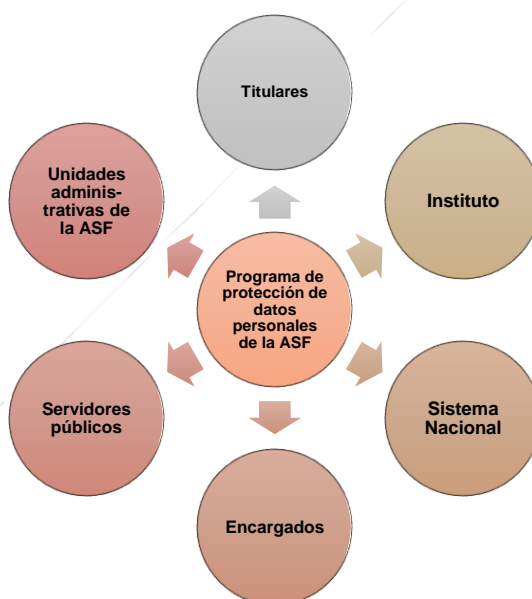 Titulares
Unidades
adminis-
trativas de
la ASF
Instituto
Programa de
protección de
datos
personales
de la ASF
Servidores
públicos
Sistema
Nacional
Encargados